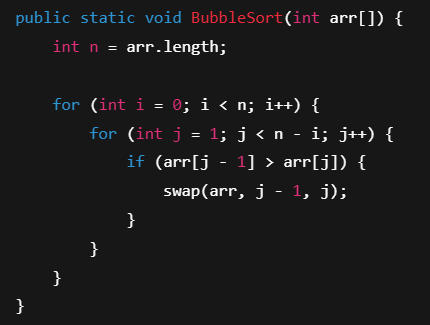 public static void BubbleSort(int arr[]) {
    int n = arr.length;

    for (int i = 0; i < n; i++) {
        for (int j = 1; j < n - i; j++) {
            if (arr[j - 1] > arr[j]) {
                swap(arr, j - 1, j);
            }
        }
    }
}